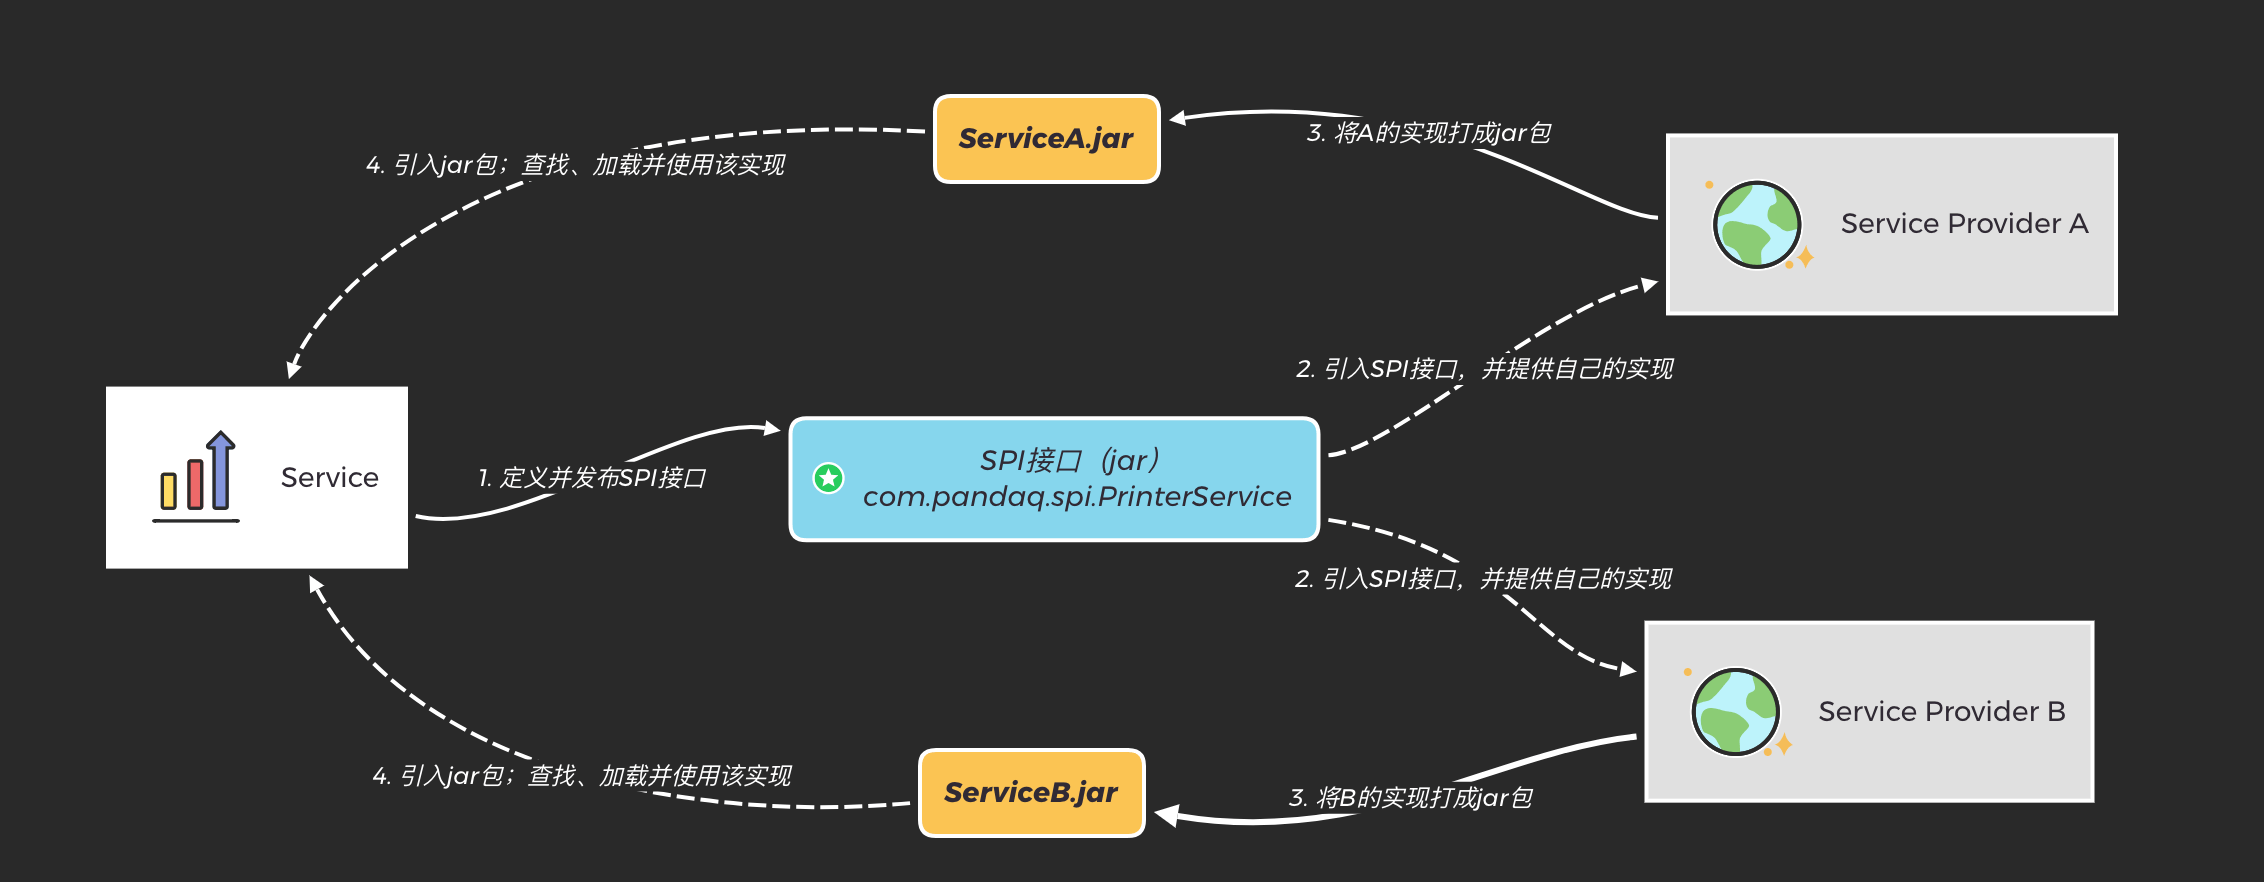 ServiceA.jar
3. 将A的实现打成jar包
4. 引入jar包；查找、加载并使用该实现
Service Provider A
2. 引入SPI接口，并提供自己的实现
SPI接口（jar）
com.pandaq.spi.PrinterService
Service
1. 定义并发布SPI接口
2. 引入SPI接口，并提供自己的实现
Service Provider B
4. 引入jar包；查找、加载并使用该实现
ServiceB.jar
3. 将B的实现打成jar包